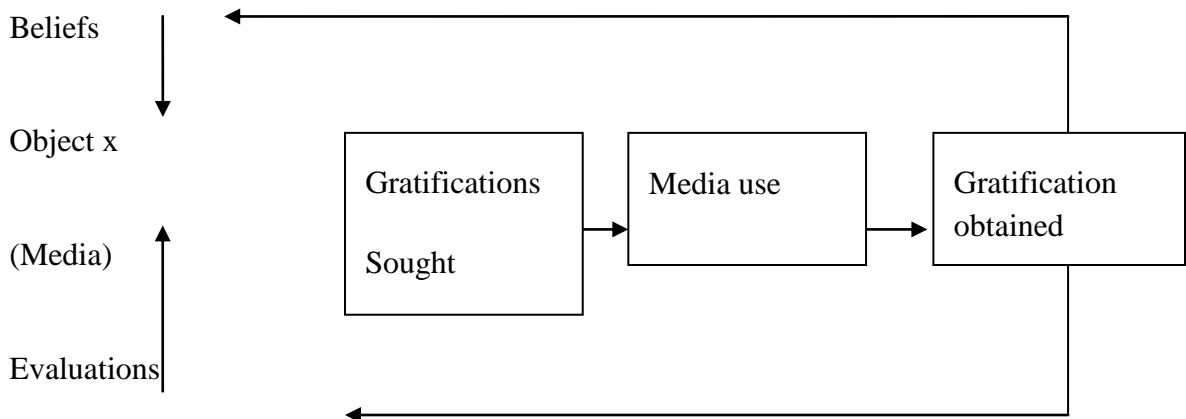 Beliefs
Object x
(Media)
Evaluations
Gratifications
Sought
Media use
Gratification
obtained